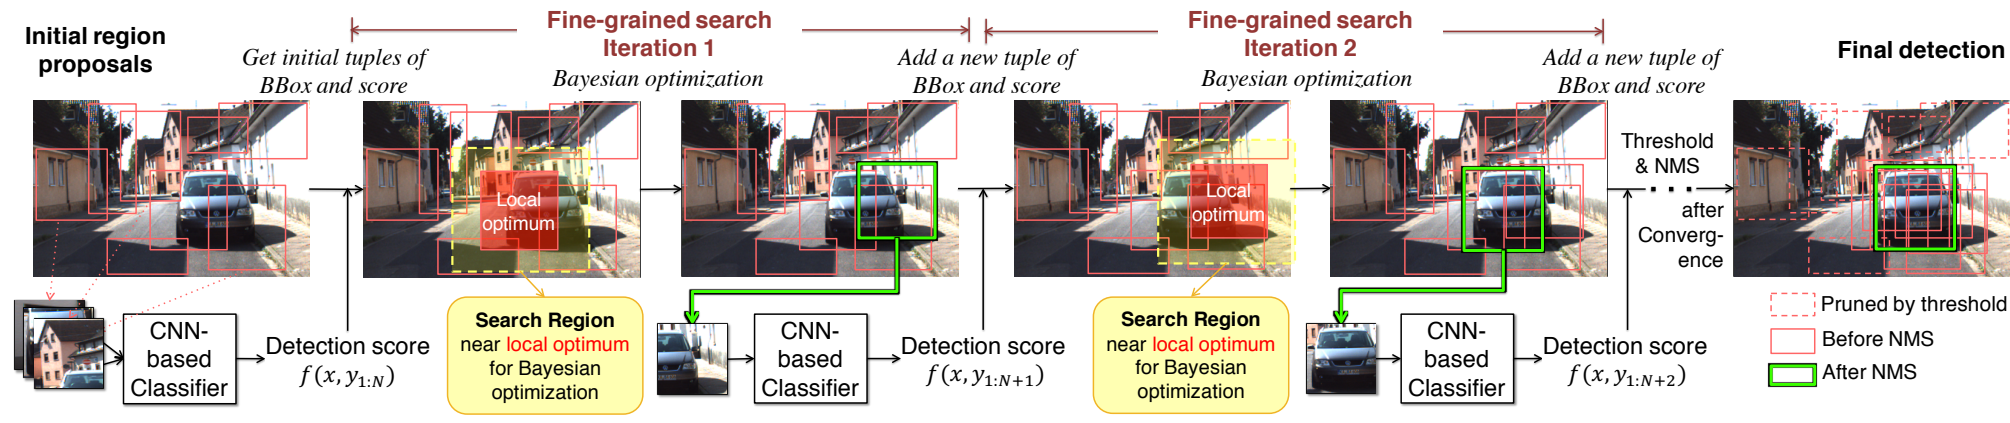 Initial region
proposals
Get initial tuples of
BBox and score
Fine-grained search
Iteration 1
Bayesian optimization
Add a new tuple of
BBox and score
Fine-grained search
Iteration 2
Bayesian optimization
Add a new tuple of
BBox and score
Final detection
Local
optimum
Local
optimum
Threshold
& NMS
after
Converg-
ence
CNN-
based
Classifier
Detection score
f(x, y₁:N)
Search Region
near local optimum
for Bayesian
optimization
CNN-
based
Classifier
Detection score
f(x, y₁:N+1)
Search Region
near local optimum
for Bayesian
optimization
CNN-
based
Classifier
Detection score
f(x, y₁:N+2)
Pruned by threshold
Before NMS
After NMS